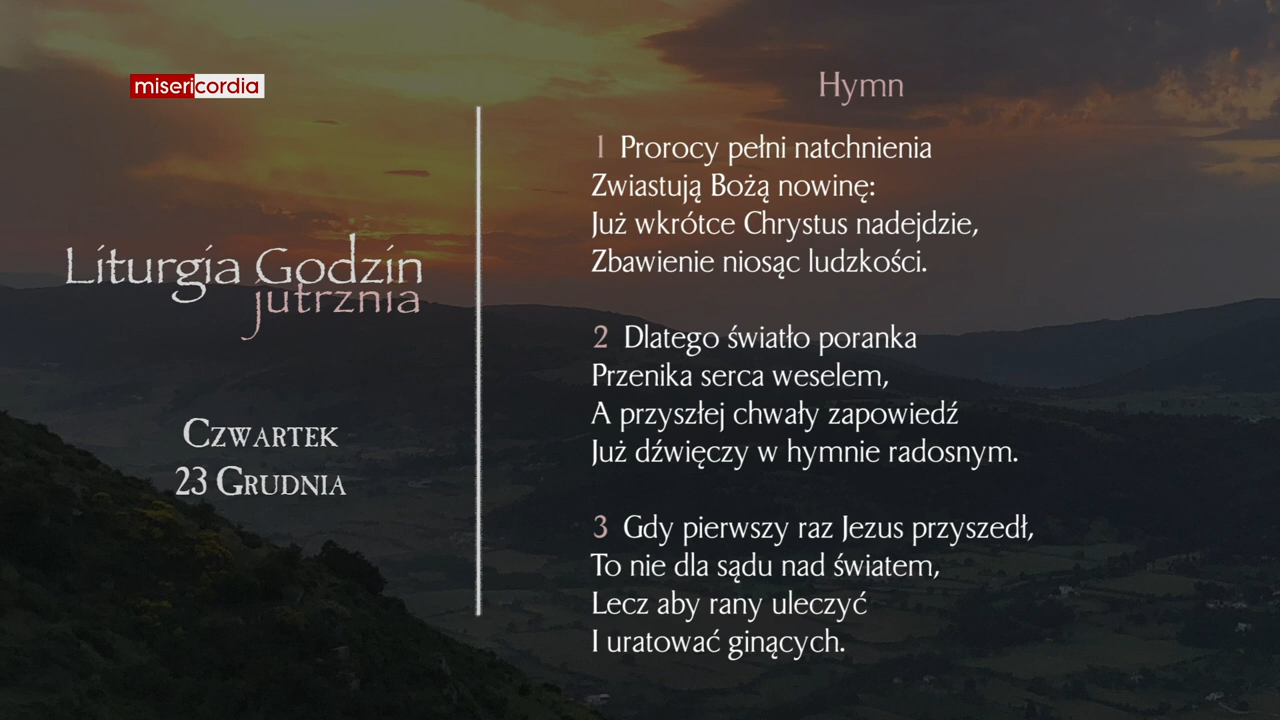 misericordia
Liturgia Godzin
jutrznia
Czwartek
23 Grudnia
Hymn
1 Prorocy pełni natchnienia
Zwiastują Bożą nowinę:
Już wkrótce Chrystus nadejdzie,
Zbawienie niosąc ludzkości.
2 Dlatego światło poranka
Przenika serca weselem,
A przyszłej chwały zapowiedź
Już dźwięczy w hymnie radosnym.
3 Gdy pierwszy raz Jezus przyszedł,
To nie dla sądu nad światem,
Lecz aby rany uleczyć
I uratować ginących.